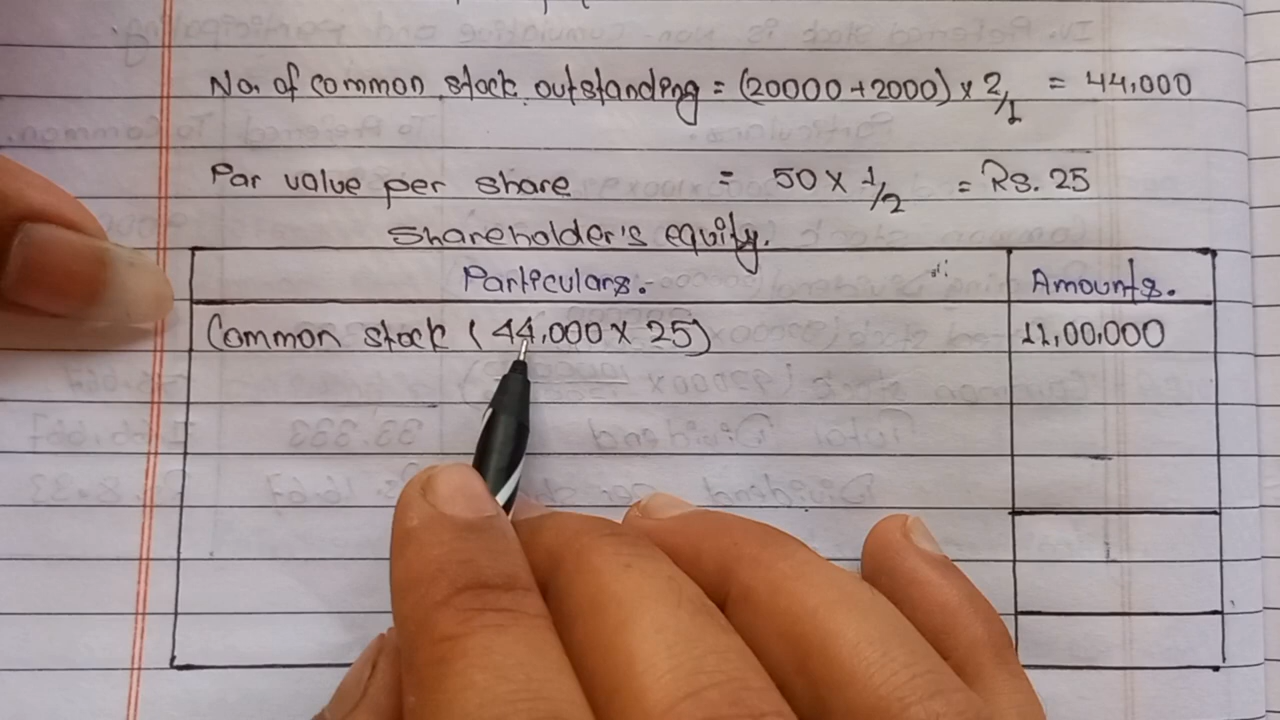 No. of common stock outstanding = (20000+2000) × 2/1 = 44,000
Par value per share = 50 × 1/2 = Rs. 25
Shareholder's equity.
Particulars. Amounts.
Common stock (44,000 × 25) 11,00,000